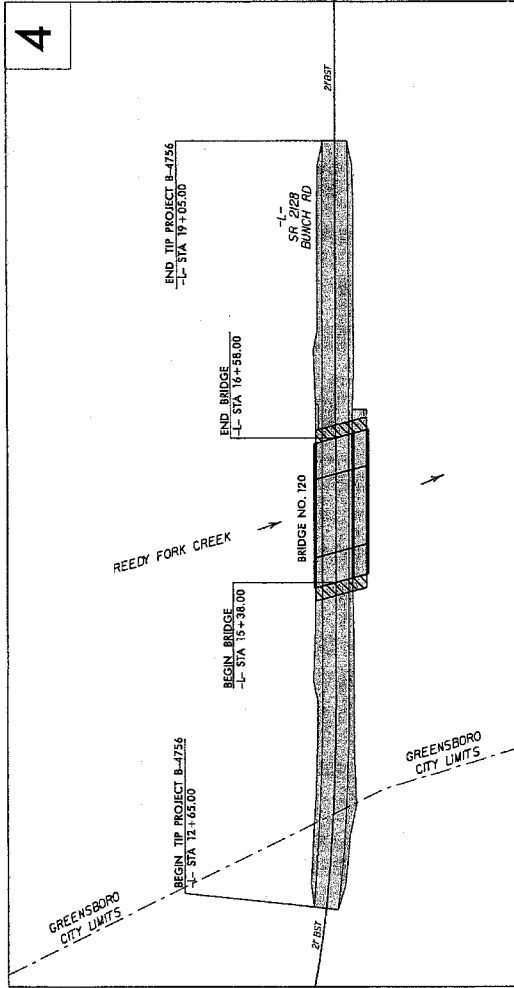 4
BEGIN TIP PROJECT B-4756
-L- STA 12+65.00
END TIP PROJECT B-4756
-L- STA 19+05.00
BEGIN BRIDGE
-L- STA 15+38.00
END BRIDGE
-L- STA 16+58.00
REEDY FORK CREEK
BRIDGE NO. 120
-L-
SR 2128
BUNCH RD
21' BST
21' BST
GREENSBORO
CITY LIMITS
GREENSBORO
CITY LIMITS